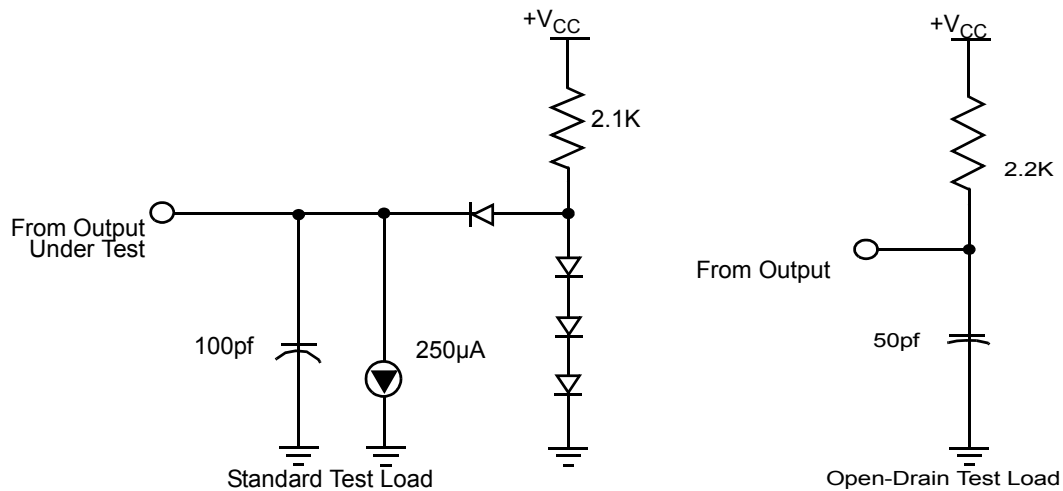 +VCC
2.1K
From Output
Under Test
100pf
250µA
Standard Test Load
+VCC
2.2K
From Output
50pf
Open-Drain Test Load